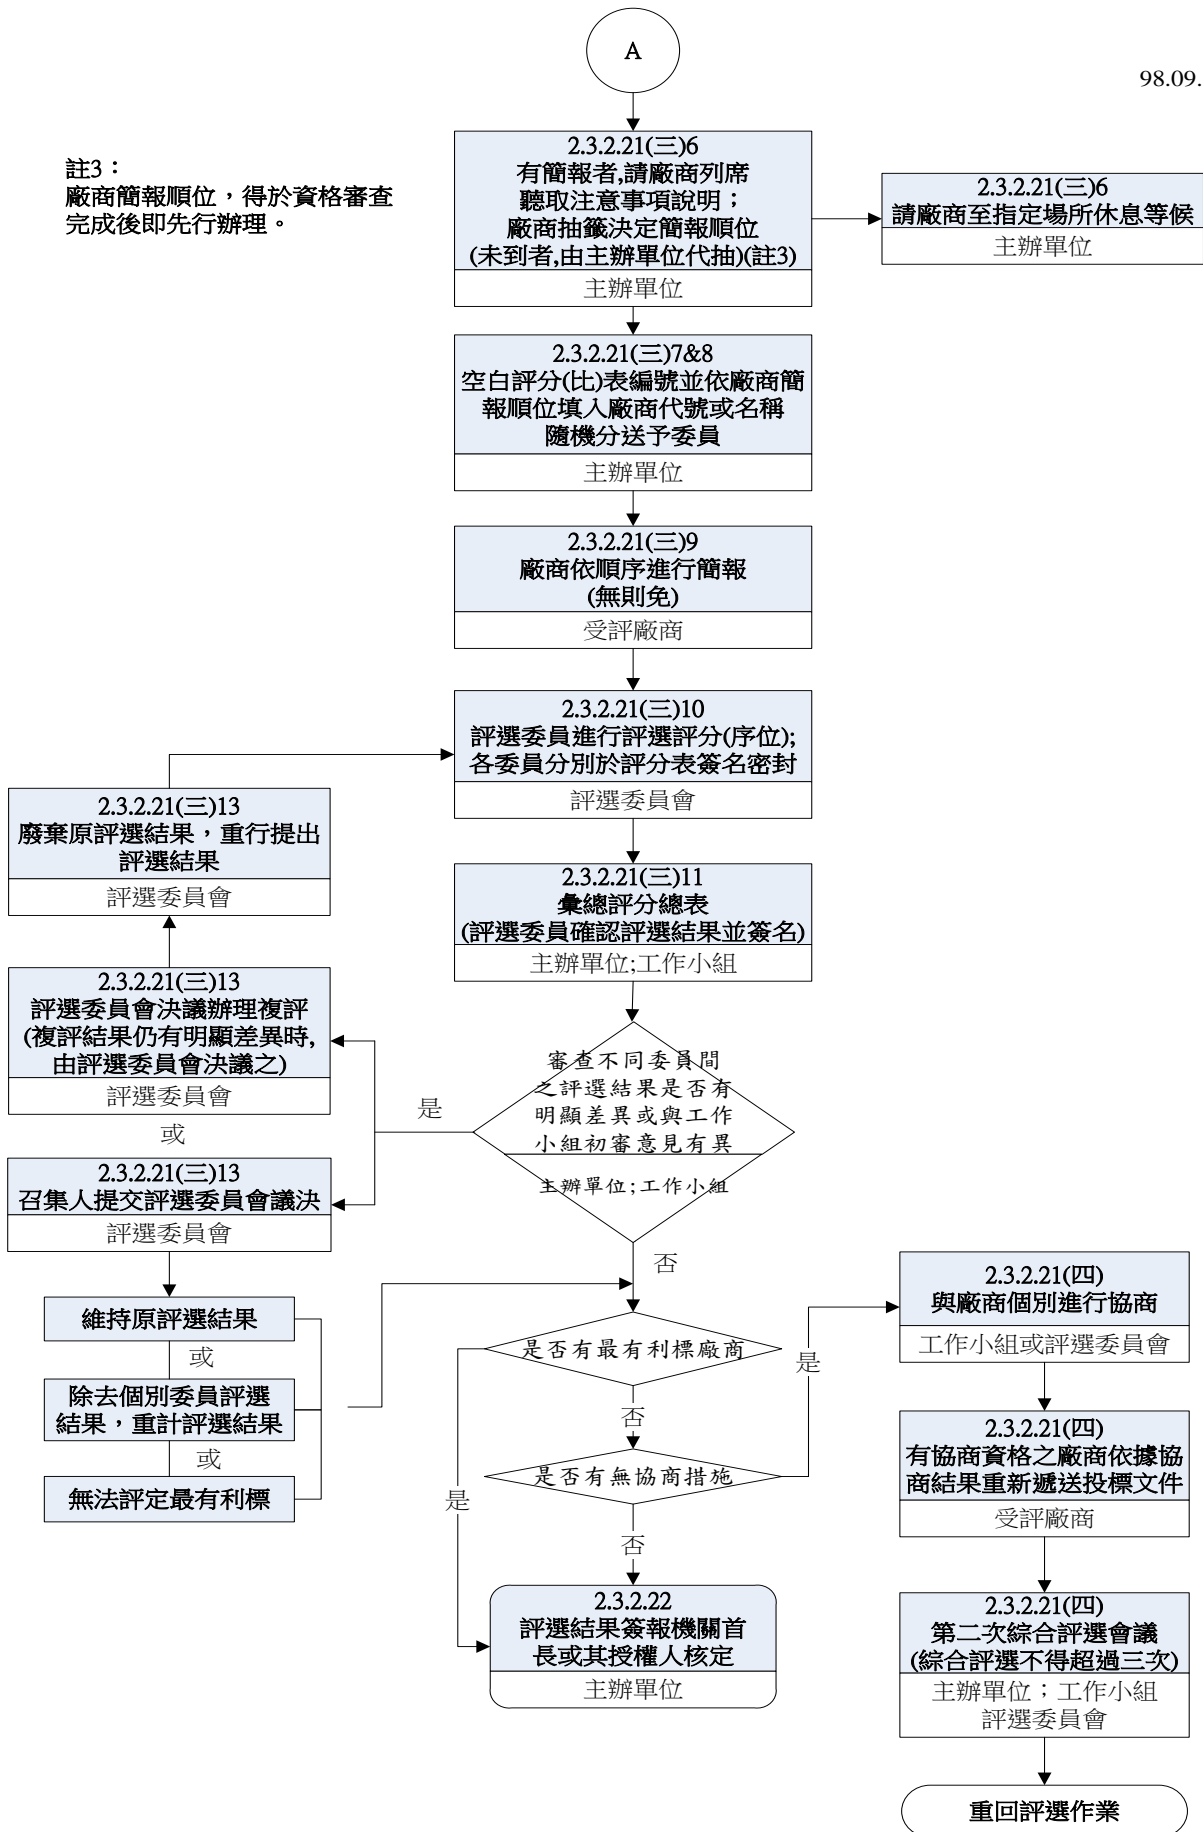 A
98.09.
註3：
廠商簡報順位，得於資格審查
完成後即先行辦理。
2.3.2.21(三)6
有簡報者,請廠商列席
聽取注意事項說明；
廠商抽籤決定簡報順位
(未到者,由主辦單位代抽)(註3)
主辦單位
2.3.2.21(三)6
請廠商至指定場所休息等候
主辦單位
2.3.2.21(三)7&8
空白評分(比)表編號並依廠商簡
報順位填入廠商代號或名稱
隨機分送予委員
主辦單位
2.3.2.21(三)9
廠商依順序進行簡報
(無則免)
受評廠商
2.3.2.21(三)10
評選委員進行評選評分(序位);
各委員分別於評分表簽名密封
評選委員會
2.3.2.21(三)13
廢棄原評選結果，重行提出
評選結果
評選委員會
2.3.2.21(三)11
彙總評分總表
(評選委員確認評選結果並簽名)
主辦單位;工作小組
2.3.2.21(三)13
評選委員會決議辦理複評
(複評結果仍有明顯差異時,
由評選委員會決議之)
評選委員會
或
是
審查不同委員間
之評選結果是否有
明顯差異或與工作
小組初審意見有異
主辦單位;工作小組
2.3.2.21(三)13
召集人提交評選委員會議決
評選委員會
否
維持原評選結果
或
除去個別委員評選
結果，重計評選結果
或
無法評定最有利標
是否有最有利標廠商
是
否
是否有無協商措施
是
否
2.3.2.22
評選結果簽報機關首
長或其授權人核定
主辦單位
2.3.2.21(四)
與廠商個別進行協商
工作小組或評選委員會
2.3.2.21(四)
有協商資格之廠商依據協
商結果重新遞送投標文件
受評廠商
2.3.2.21(四)
第二次綜合評選會議
(綜合評選不得超過三次)
主辦單位；工作小組
評選委員會
重回評選作業